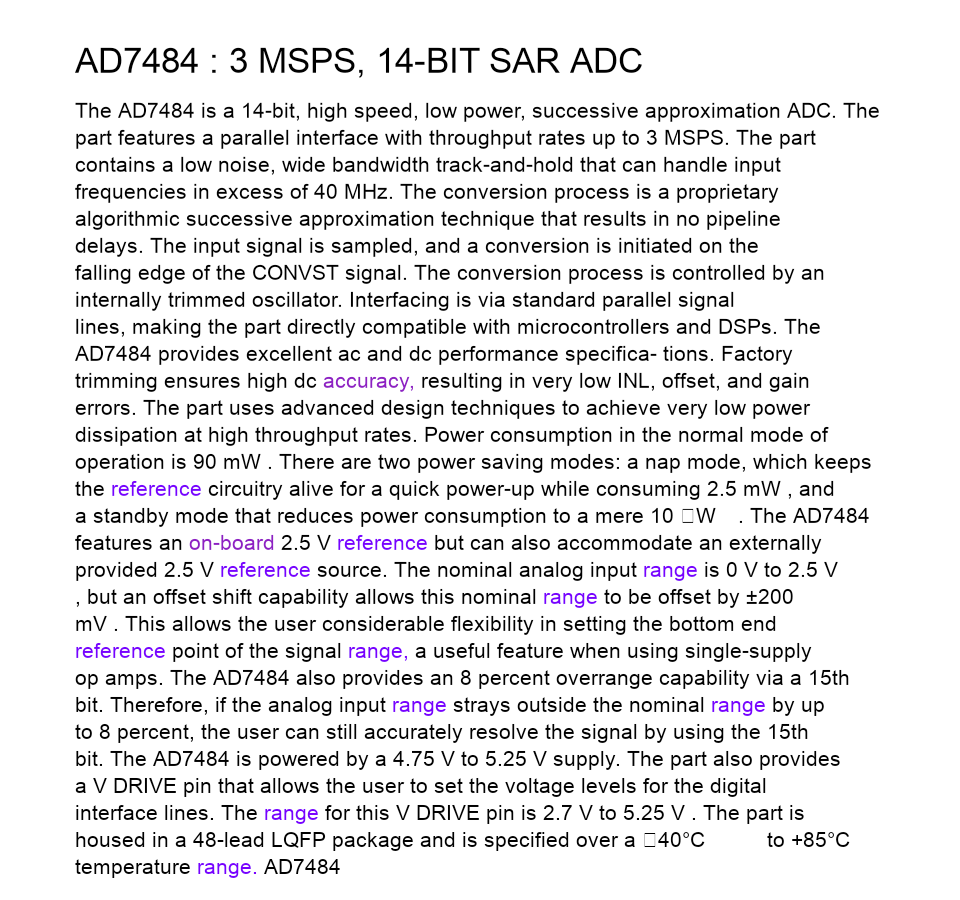 AD7484 : 3 MSPS, 14-BIT SAR ADC
The AD7484 is a 14-bit, high speed, low power, successive approximation ADC. The
part features a parallel interface with throughput rates up to 3 MSPS. The part
contains a low noise, wide bandwidth track-and-hold that can handle input
frequencies in excess of 40 MHz. The conversion process is a proprietary
algorithmic successive approximation technique that results in no pipeline
delays. The input signal is sampled, and a conversion is initiated on the
falling edge of the CONVST signal. The conversion process is controlled by an
internally trimmed oscillator. Interfacing is via standard parallel signal
lines, making the part directly compatible with microcontrollers and DSPs. The
AD7484 provides excellent ac and dc performance specifica- tions. Factory
trimming ensures high dc accuracy, resulting in very low INL, offset, and gain
errors. The part uses advanced design techniques to achieve very low power
dissipation at high throughput rates. Power consumption in the normal mode of
operation is 90 mW . There are two power saving modes: a nap mode, which keeps
the reference circuitry alive for a quick power-up while consuming 2.5 mW , and
a standby mode that reduces power consumption to a mere 10 □W . The AD7484
features an on-board 2.5 V reference but can also accommodate an externally
provided 2.5 V reference source. The nominal analog input range is 0 V to 2.5 V
, but an offset shift capability allows this nominal range to be offset by ±200
mV . This allows the user considerable flexibility in setting the bottom end
reference point of the signal range, a useful feature when using single-supply
op amps. The AD7484 also provides an 8 percent overrange capability via a 15th
bit. Therefore, if the analog input range strays outside the nominal range by up
to 8 percent, the user can still accurately resolve the signal by using the 15th
bit. The AD7484 is powered by a 4.75 V to 5.25 V supply. The part also provides
a V DRIVE pin that allows the user to set the voltage levels for the digital
interface lines. The range for this V DRIVE pin is 2.7 V to 5.25 V . The part is
housed in a 48-lead LQFP package and is specified over a □40°C to +85°C
temperature range. AD7484